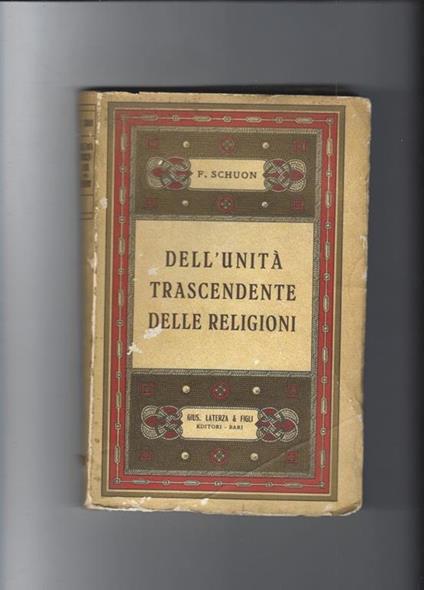 F. SCHUON
DELL'UNITÀ
TRASCENDENTE
DELLE RELIGIONI
GIUS. LATERZA & FIGLI
EDITORI - BARI